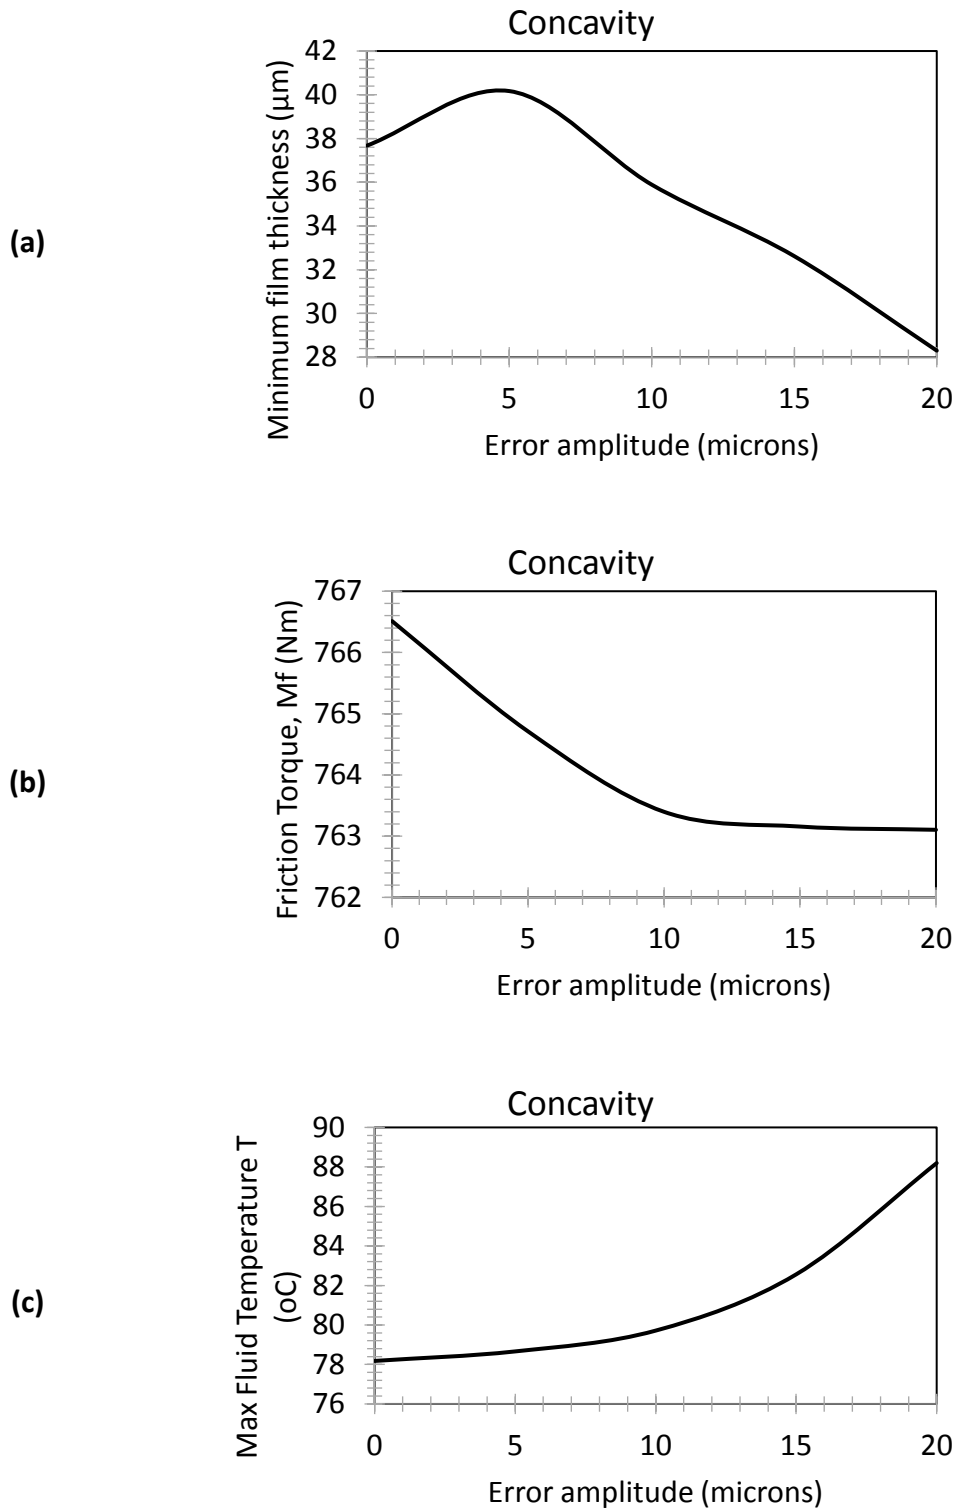 Concavity
(a)
Minimum film thickness (μm)
42
40
38
36
34
32
30
28
0 5 10 15 20
Error amplitude (microns)
Concavity
(b)
Friction Torque, Mf (Nm)
767
766
765
764
763
762
0 5 10 15 20
Error amplitude (microns)
Concavity
(c)
Max Fluid Temperature T
(oC)
90
88
86
84
82
80
78
76
0 5 10 15 20
Error amplitude (microns)